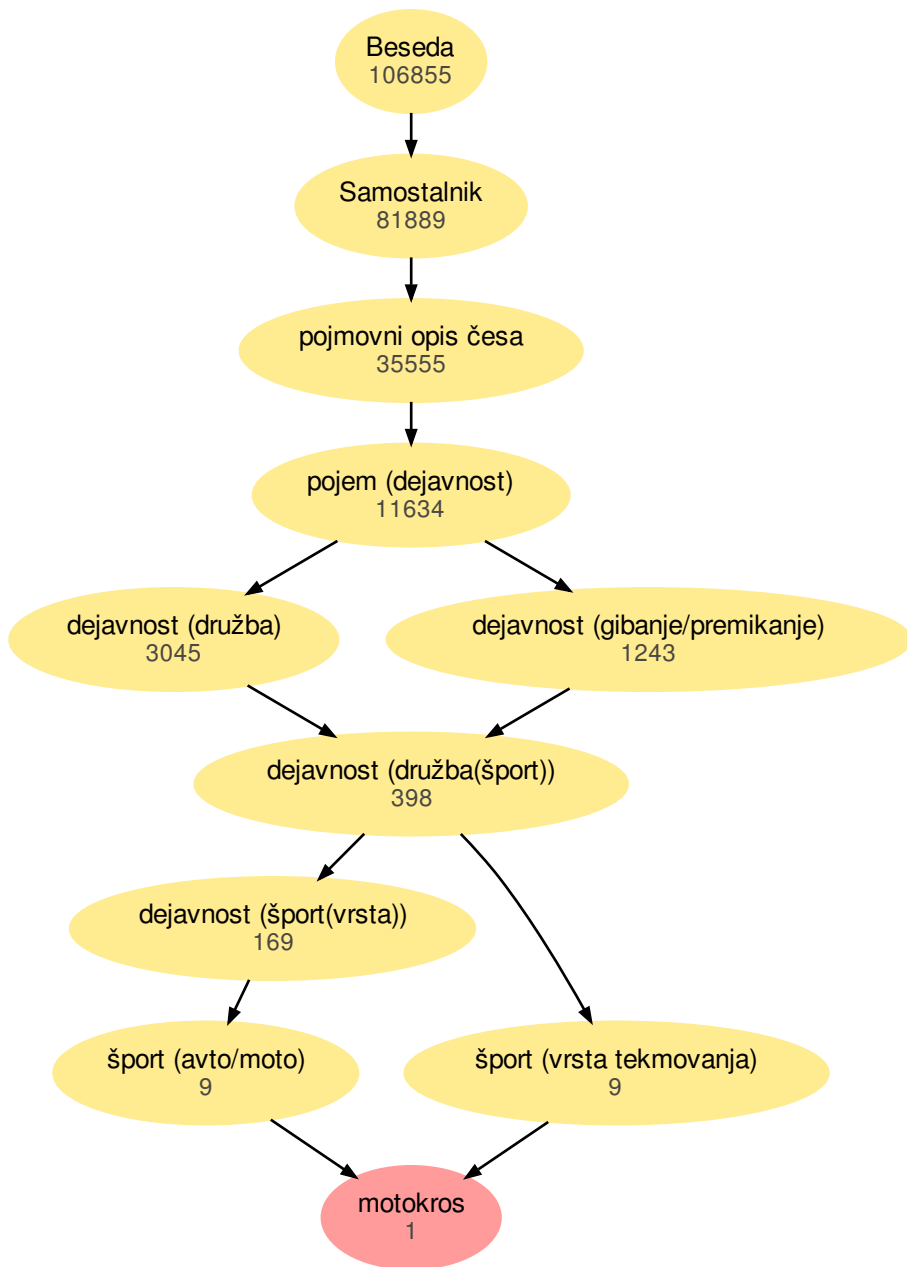 Beseda
106855
Samostalnik
81889
pojmovni opis česa
35555
pojem (dejavnost)
11634
dejavnost (družba)
3045
dejavnost (gibanje/premikanje)
1243
dejavnost (družba(šport))
398
dejavnost (šport(vrsta))
169
šport (avto/moto)
9
šport (vrsta tekmovanja)
9
motokros
1